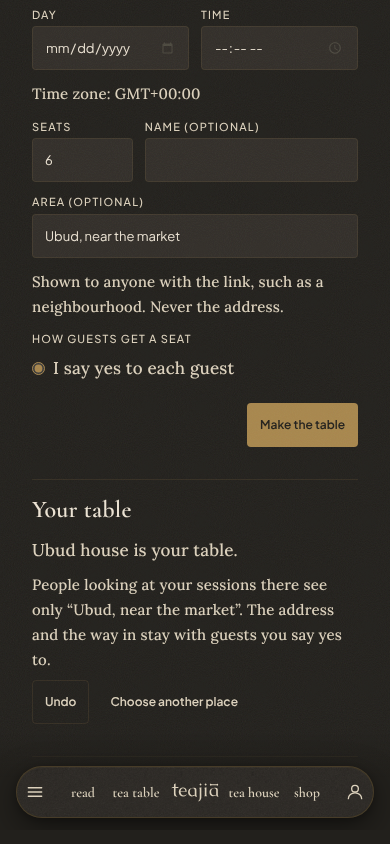 DAY
TIME
mm/dd/yyyy
--:-- --
Time zone: GMT+00:00
SEATS
NAME (OPTIONAL)
6
AREA (OPTIONAL)
Ubud, near the market
Shown to anyone with the link, such as a
neighbourhood. Never the address.
HOW GUESTS GET A SEAT
I say yes to each guest
Make the table
Your table
Ubud house is your table.
People looking at your sessions there see
only “Ubud, near the market”. The address
and the way in stay with guests you say yes
to.
Undo
Choose another place
read
tea table
teajiā
tea house
shop